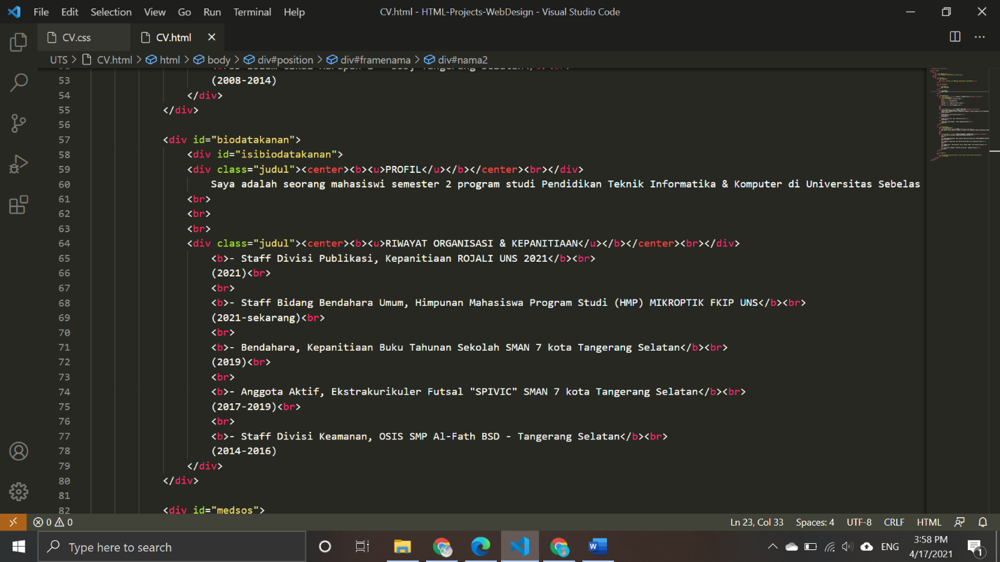 File Edit Selection View Go Run Terminal Help CV.html - HTML-Projects-WebDesign - Visual Studio Code
CV.css CV.html
UTS > CV.html > html > body > div#position > div#framenama > div#nama2
53 (2008-2014)
54 </div>
55 </div>
56
57 <div id="biodatakanan">
58 <div id="isibiodatakanan">
59 <div class="judul"><center><b><u>PROFIL</u></b></center><br></div>
60 Saya adalah seorang mahasiswi semester 2 program studi Pendidikan Teknik Informatika & Komputer di Universitas Sebelas
61 <br>
62 <br>
63 <br>
64 <div class="judul"><center><b><u>RIWAYAT ORGANISASI & KEPANITIAAN</u></b></center><br></div>
65 <b>- Staff Divisi Publikasi, Kepanitiaan ROJALI UNS 2021</b><br>
66 (2021)<br>
67 <br>
68 <b>- Staff Bidang Bendahara Umum, Himpunan Mahasiswa Program Studi (HMP) MIKROPTIK FKIP UNS</b><br>
69 (2021-sekarang)<br>
70 <br>
71 <b>- Bendahara, Kepanitiaan Buku Tahunan Sekolah SMAN 7 kota Tangerang Selatan</b><br>
72 (2019)<br>
73 <br>
74 <b>- Anggota Aktif, Ekstrakurikuler Futsal "SPIVIC" SMAN 7 kota Tangerang Selatan</b><br>
75 (2017-2019)<br>
76 <br>
77 <b>- Staff Divisi Keamanan, OSIS SMP Al-Fath BSD - Tangerang Selatan</b><br>
78 (2014-2016)
79 </div>
80 </div>
81
82 <div id="medsos">
0 0 Ln 23, Col 33 Spaces: 4 UTF-8 CRLF HTML
Type here to search ENG 3:58 PM
4/17/2021 1